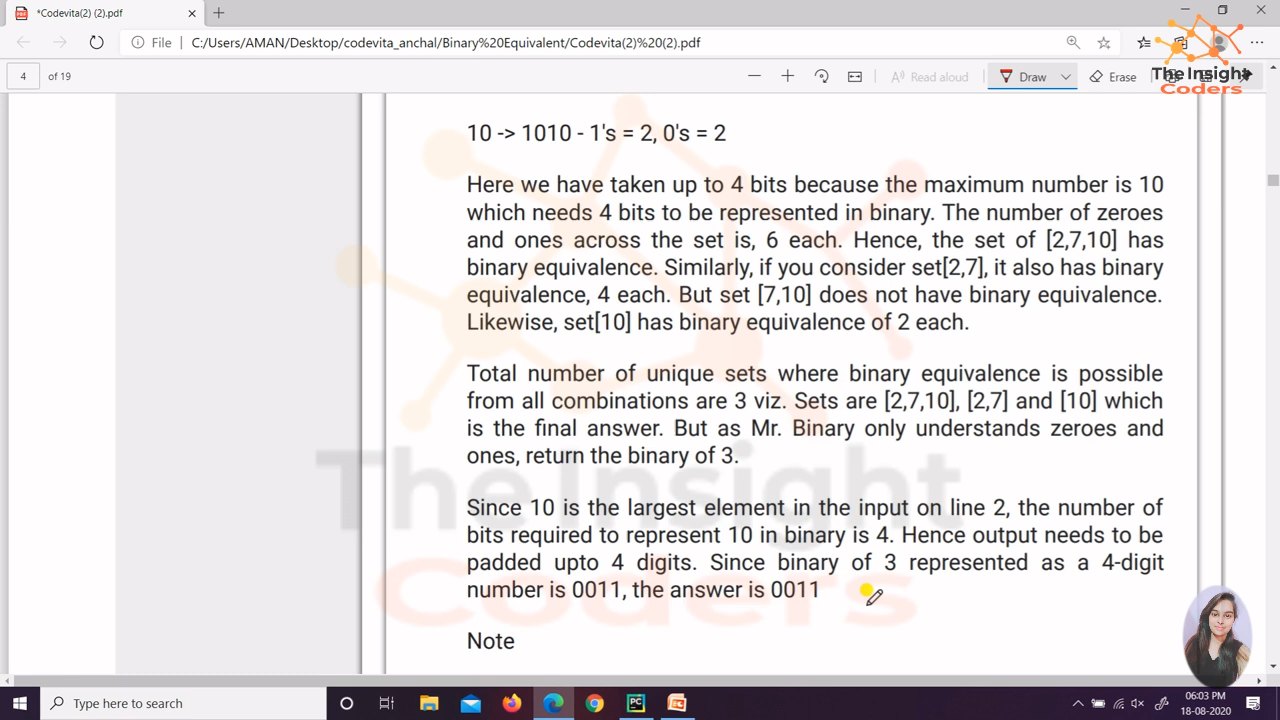 *Codevita(2) (2).pdf
File
C:/Users/AMAN/Desktop/codevita_anchal/Binary%20Equivalent/Codevita(2)%20(2).pdf
4 of 19
Read aloud
Draw
Erase
The Insight
Coders
10 -> 1010 - 1's = 2, 0's = 2
Here we have taken up to 4 bits because the maximum number is 10
which needs 4 bits to be represented in binary. The number of zeroes
and ones across the set is, 6 each. Hence, the set of [2,7,10] has
binary equivalence. Similarly, if you consider set[2,7], it also has binary
equivalence, 4 each. But set [7,10] does not have binary equivalence.
Likewise, set[10] has binary equivalence of 2 each.
Total number of unique sets where binary equivalence is possible
from all combinations are 3 viz. Sets are [2,7,10], [2,7] and [10] which
is the final answer. But as Mr. Binary only understands zeroes and
ones, return the binary of 3.
The Insight
Since 10 is the largest element in the input on line 2, the number of
bits required to represent 10 in binary is 4. Hence output needs to be
padded upto 4 digits. Since binary of 3 represented as a 4-digit
number is 0011, the answer is 0011
Coders
Note
Type here to search
06:03 PM
18-08-2020